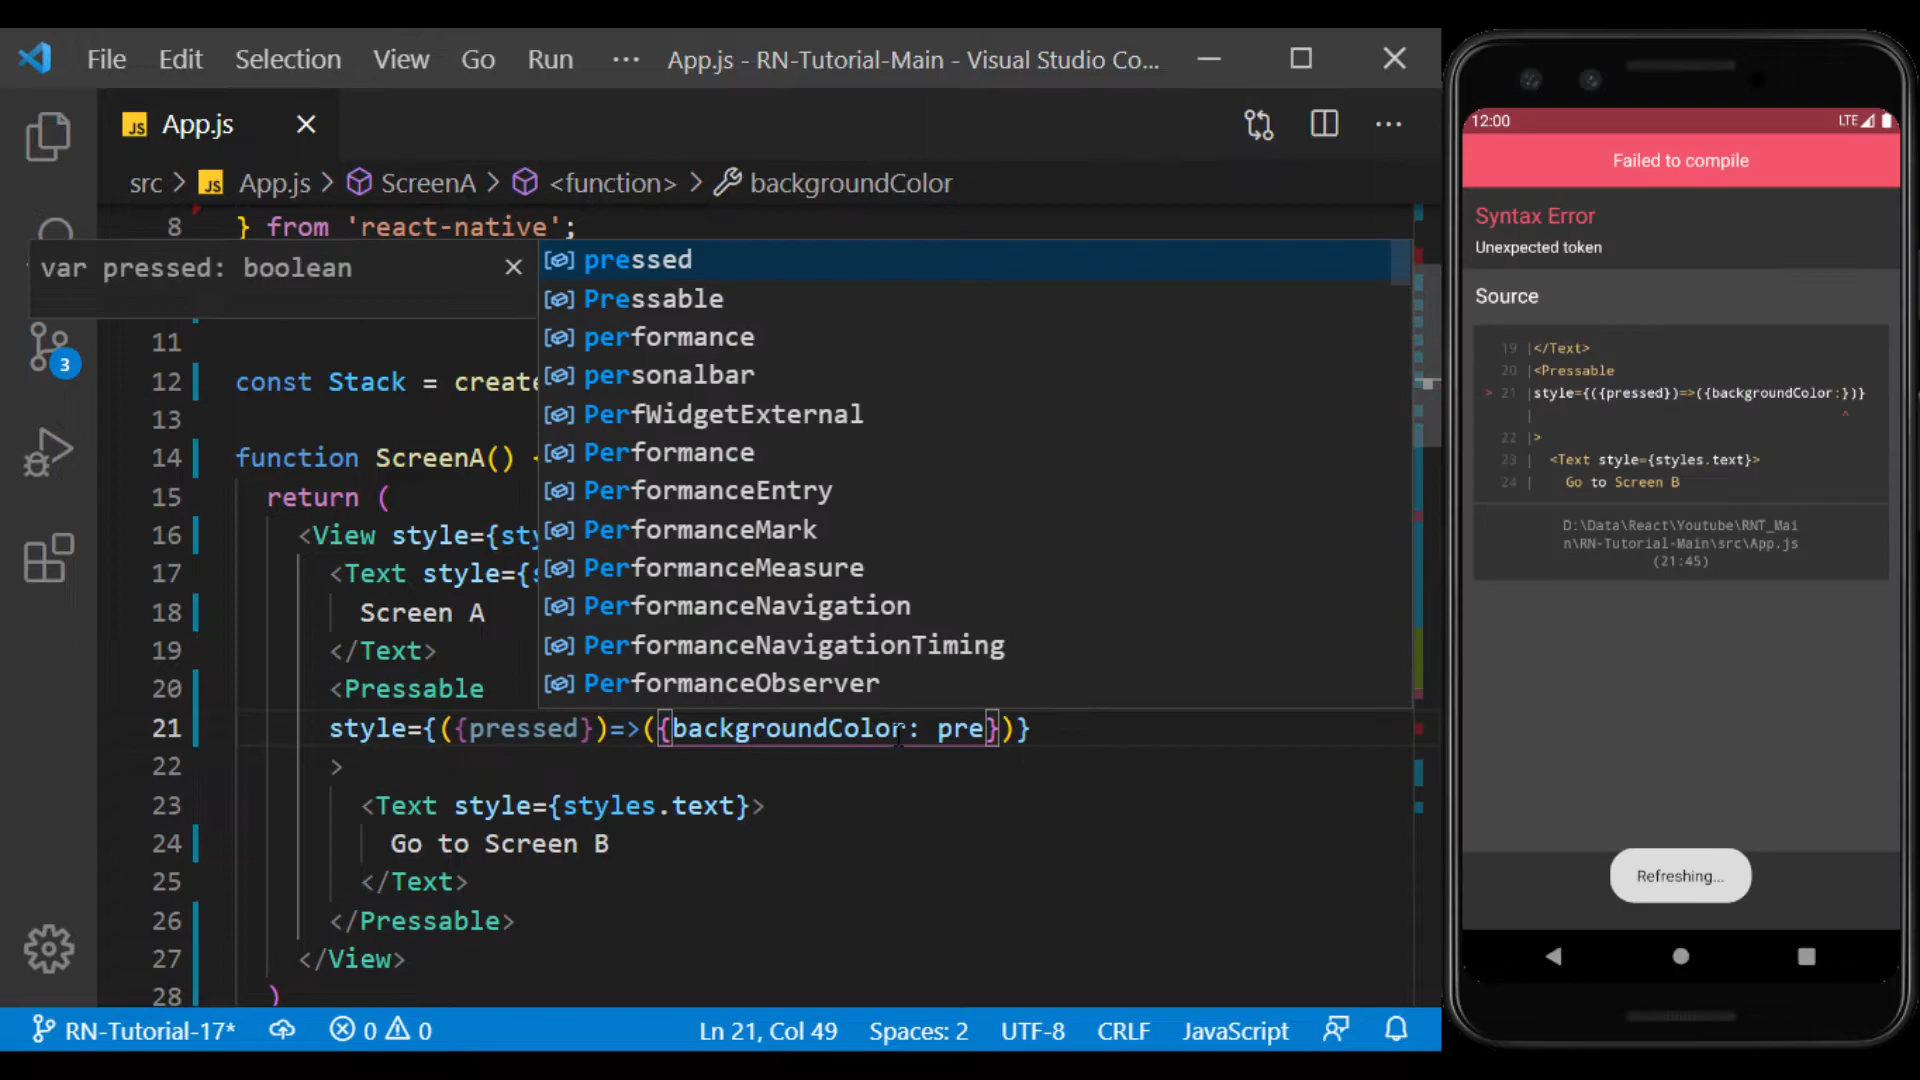 File Edit Selection View Go Run ··· App.js - RN-Tutorial-Main - Visual Studio Co...
JS App.js
src > JS App.js > ScreenA > <function> > backgroundColor
8 } from 'react-native';
var pressed: boolean
pressed
Pressable
performance
personalbar
PerfWidgetExternal
Performance
PerformanceEntry
PerformanceMark
PerformanceMeasure
PerformanceNavigation
PerformanceNavigationTiming
PerformanceObserver
11
12 const Stack = create
13
14 function ScreenA()
15 return (
16 <View style={sty
17 <Text style={s
18 Screen A
19 </Text>
20 <Pressable
21 style={({pressed})=>({backgroundColor: pre})}
22 >
23 <Text style={styles.text}>
24 Go to Screen B
25 </Text>
26 </Pressable>
27 </View>
28 )
3
RN-Tutorial-17* 0 0 Ln 21, Col 49 Spaces: 2 UTF-8 CRLF JavaScript
12:00 LTE
Failed to compile
Syntax Error
Unexpected token
Source
19 |</Text>
20 |<Pressable
> 21 |style={({pressed})=>({backgroundColor:})}
| ^
22 |>
23 | <Text style={styles.text}>
24 | Go to Screen B
D:\Data\React\Youtube\RNT_Mai
n\RN-Tutorial-Main\src\App.js
(21:45)
Refreshing...